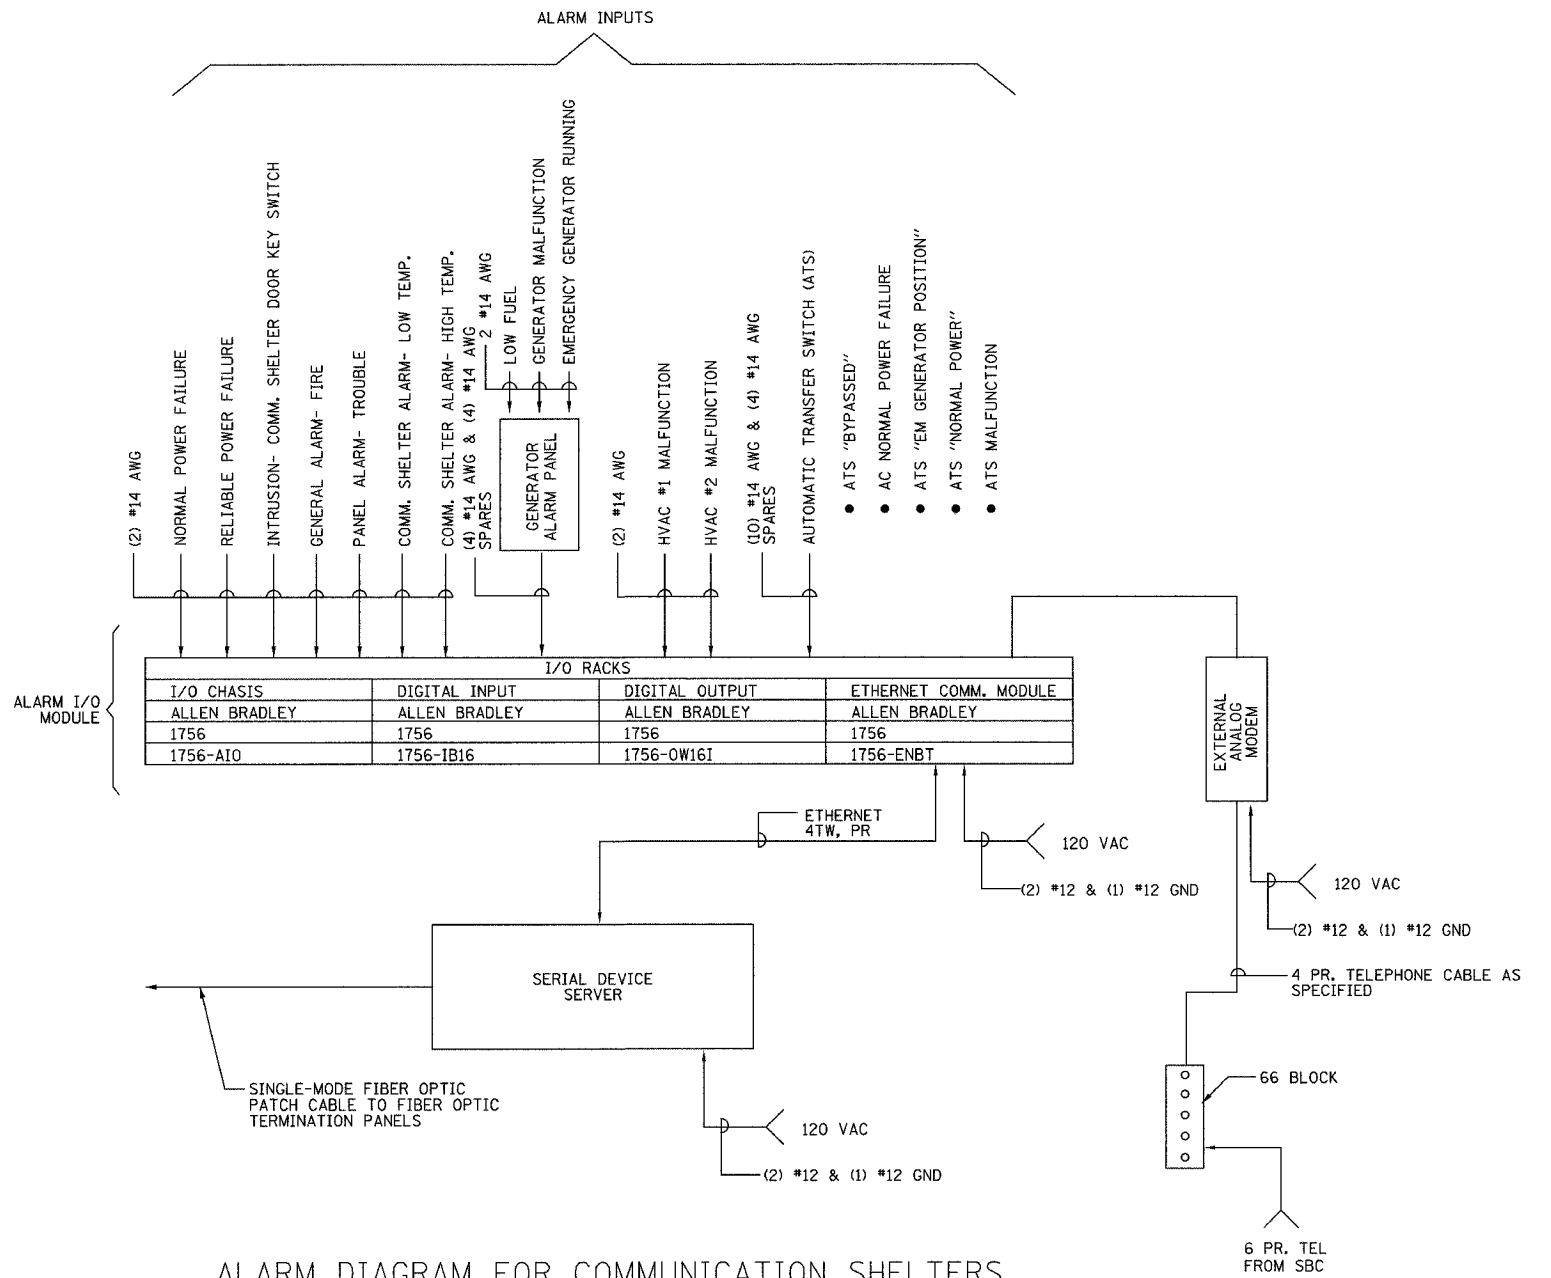 ALARM INPUTS
(2) #14 AWG
NORMAL POWER FAILURE
RELIABLE POWER FAILURE
INTRUSION- COMM. SHELTER DOOR KEY SWITCH
GENERAL ALARM- FIRE
PANEL ALARM- TROUBLE
COMM. SHELTER ALARM- LOW TEMP.
COMM. SHELTER ALARM- HIGH TEMP.
(4) #14 AWG & (4) #14 AWG
SPARES
2 #14 AWG
LOW FUEL
GENERATOR MALFUNCTION
EMERGENCY GENERATOR RUNNING
GENERATOR
ALARM PANEL
(2) #14 AWG
HVAC #1 MALFUNCTION
HVAC #2 MALFUNCTION
(10) #14 AWG & (4) #14 AWG
SPARES
AUTOMATIC TRANSFER SWITCH (ATS)
• ATS "BYPASSED"
• AC NORMAL POWER FAILURE
• ATS "EM GENERATOR POSITION"
• ATS "NORMAL POWER"
• ATS MALFUNCTION
ALARM I/O
MODULE
I/O RACKS
I/O CHASIS
DIGITAL INPUT
DIGITAL OUTPUT
ETHERNET COMM. MODULE
ALLEN BRADLEY
ALLEN BRADLEY
ALLEN BRADLEY
ALLEN BRADLEY
1756
1756
1756
1756
1756-AIO
1756-IB16
1756-OW16I
1756-ENBT
EXTERNAL
ANALOG
MODEM
ETHERNET
4TW, PR
120 VAC
(2) #12 & (1) #12 GND
120 VAC
(2) #12 & (1) #12 GND
4 PR. TELEPHONE CABLE AS
SPECIFIED
SERIAL DEVICE
SERVER
SINGLE-MODE FIBER OPTIC
PATCH CABLE TO FIBER OPTIC
TERMINATION PANELS
120 VAC
(2) #12 & (1) #12 GND
66 BLOCK
6 PR. TEL
FROM SBC
ALARM DIAGRAM FOR COMMUNICATION SHELTERS